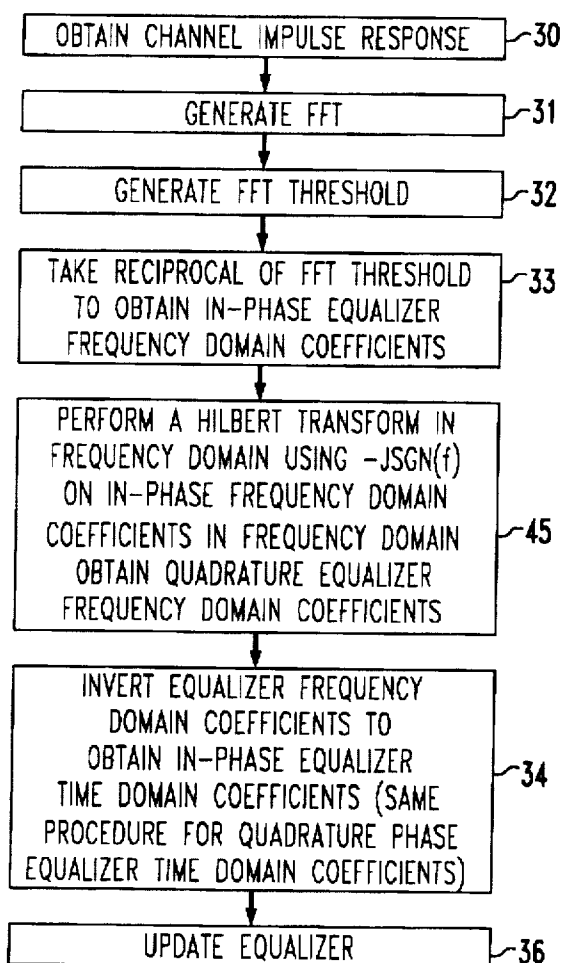 OBTAIN CHANNEL IMPULSE RESPONSE 30
GENERATE FFT 31
GENERATE FFT THRESHOLD 32
TAKE RECIPROCAL OF FFT THRESHOLD
TO OBTAIN IN-PHASE EQUALIZER
FREQUENCY DOMAIN COEFFICIENTS
33
PERFORM A HILBERT TRANSFORM IN
FREQUENCY DOMAIN USING -JSGN(f)
ON IN-PHASE FREQUENCY DOMAIN
COEFFICIENTS IN FREQUENCY DOMAIN
OBTAIN QUADRATURE EQUALIZER
FREQUENCY DOMAIN COEFFICIENTS
45
INVERT EQUALIZER FREQUENCY
DOMAIN COEFFICIENTS TO
OBTAIN IN-PHASE EQUALIZER
TIME DOMAIN COEFFICIENTS (SAME
PROCEDURE FOR QUADRATURE PHASE
EQUALIZER TIME DOMAIN COEFFICIENTS)
34
UPDATE EQUALIZER 36